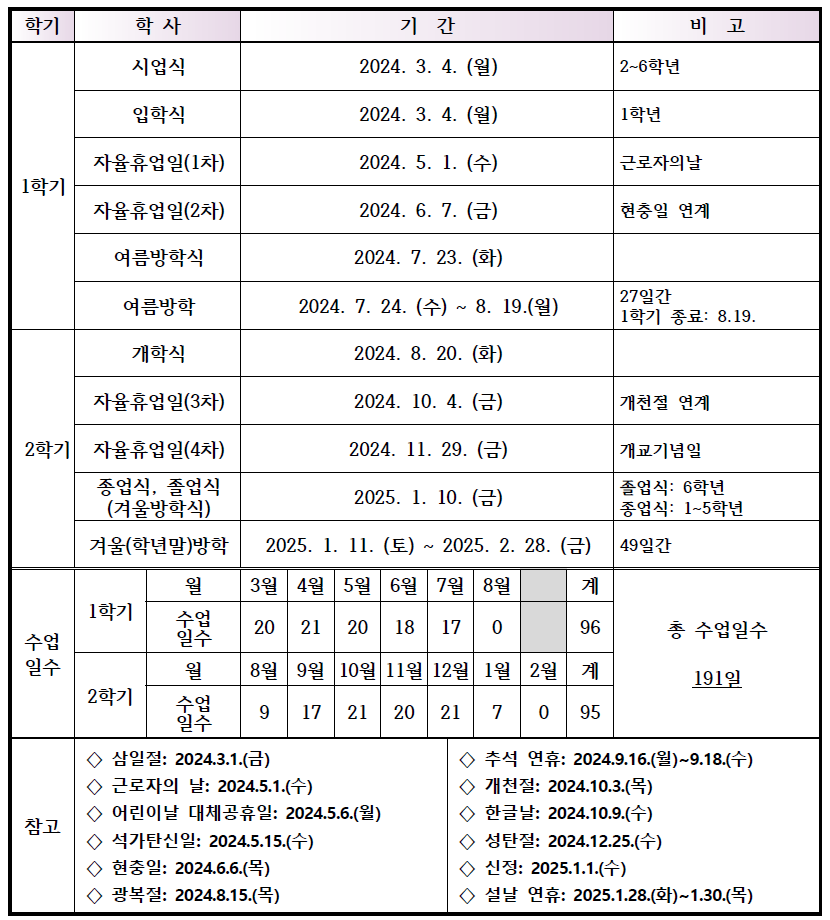 학기 학 사 기 간 비 고
1학기
시업식 2024. 3. 4. (월) 2~6학년
입학식 2024. 3. 4. (월) 1학년
자율휴업일(1차) 2024. 5. 1. (수) 근로자의날
자율휴업일(2차) 2024. 6. 7. (금) 현충일 연계
여름방학식 2024. 7. 23. (화)
여름방학 2024. 7. 24. (수) ~ 8. 19.(월) 27일간
1학기 종료: 8.19.
2학기
개학식 2024. 8. 20. (화)
자율휴업일(3차) 2024. 10. 4. (금) 개천절 연계
자율휴업일(4차) 2024. 11. 29. (금) 개교기념일
종업식, 졸업식
(겨울방학식) 2025. 1. 10. (금) 졸업식: 6학년
종업식: 1~5학년
겨울(학년말)방학 2025. 1. 11. (토) ~ 2025. 2. 28. (금) 49일간
수업
일수
1학기 월 3월 4월 5월 6월 7월 8월 계
수업
일수 20 21 20 18 17 0 96
2학기 월 8월 9월 10월 11월 12월 1월 2월 계
수업
일수 9 17 21 20 21 7 0 95
총 수업일수
191일
참고
◇ 삼일절: 2024.3.1.(금)
◇ 근로자의 날: 2024.5.1.(수)
◇ 어린이날 대체공휴일: 2024.5.6.(월)
◇ 석가탄신일: 2024.5.15.(수)
◇ 현충일: 2024.6.6.(목)
◇ 광복절: 2024.8.15.(목)
◇ 추석 연휴: 2024.9.16.(월)~9.18.(수)
◇ 개천절: 2024.10.3.(목)
◇ 한글날: 2024.10.9.(수)
◇ 성탄절: 2024.12.25.(수)
◇ 신정: 2025.1.1.(수)
◇ 설날 연휴: 2025.1.28.(화)~1.30.(목)